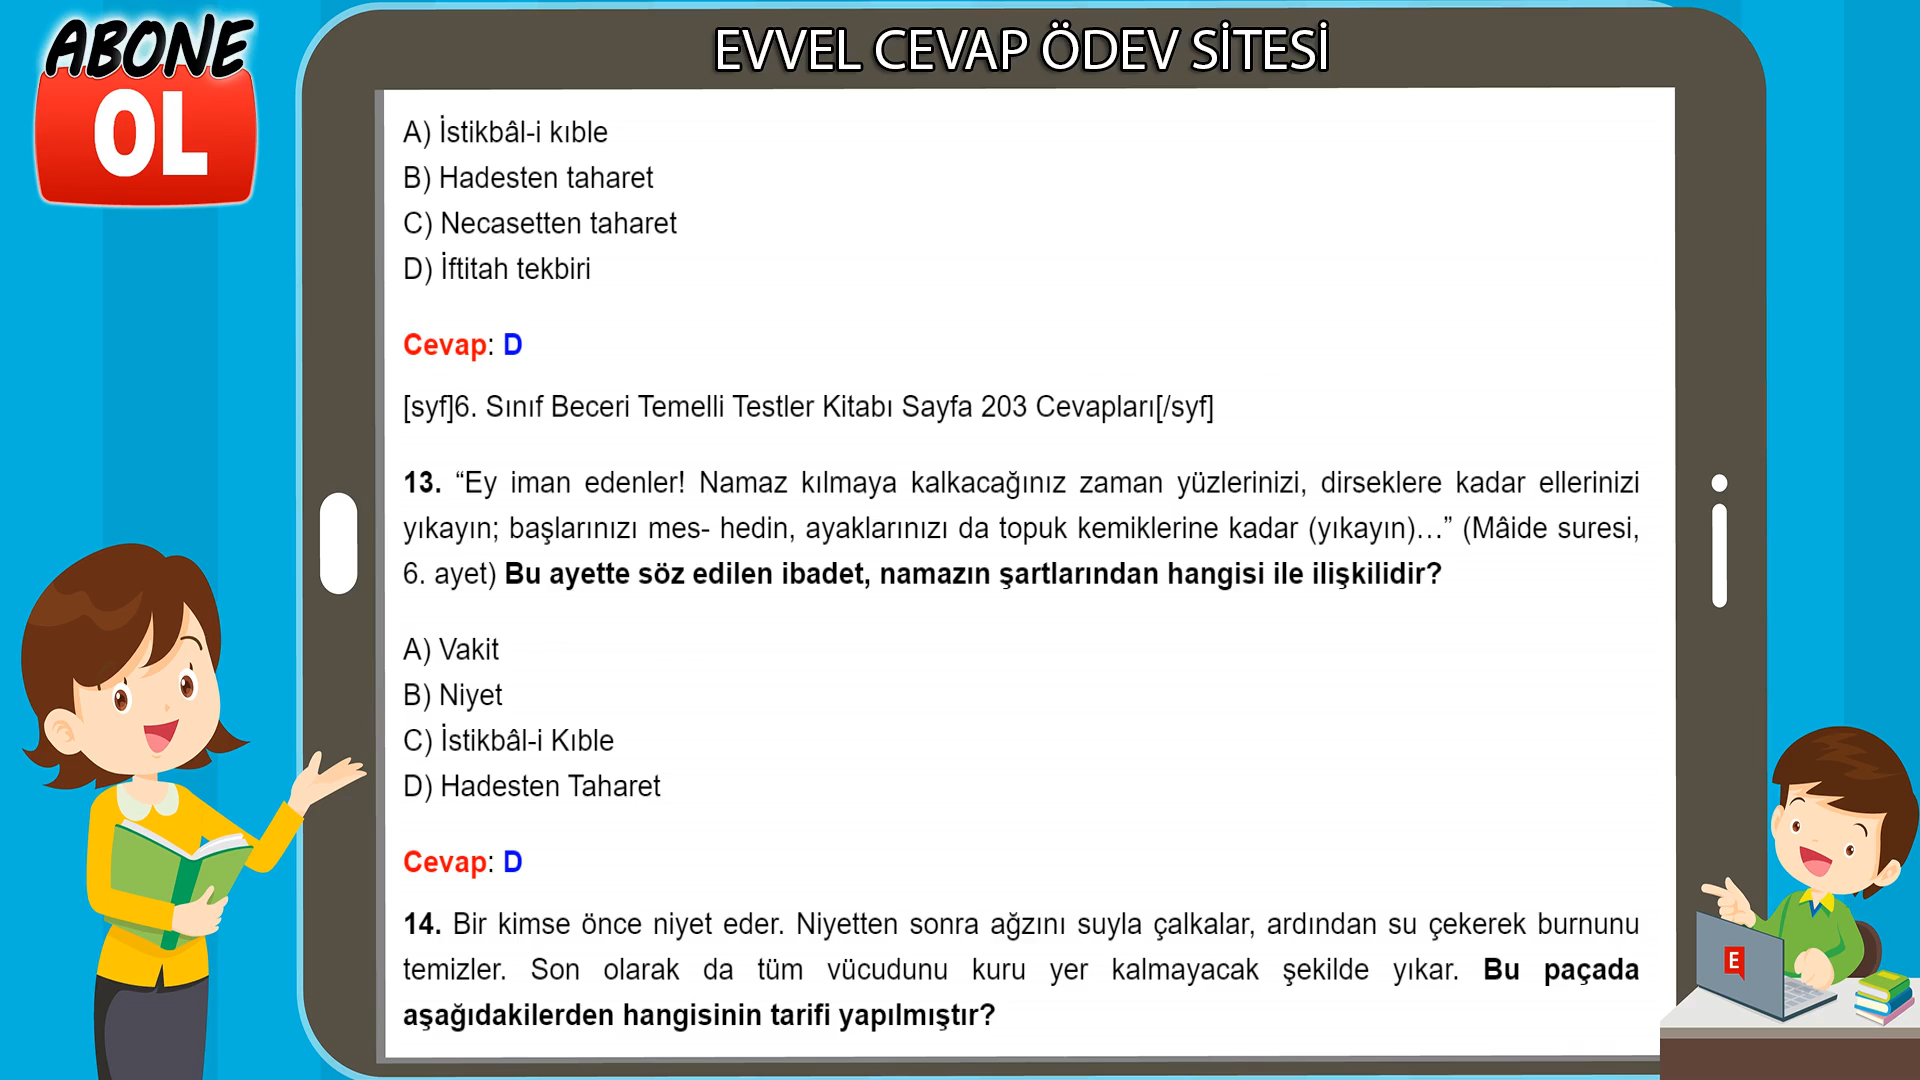 ABONE
OL
EVVEL CEVAP ÖDEV SİTESİ
A) İstikbâl-i kıble
B) Hadesten taharet
C) Necasetten taharet
D) İftitah tekbiri
Cevap: D
[syf]6. Sınıf Beceri Temelli Testler Kitabı Sayfa 203 Cevapları[/syf]
13. “Ey iman edenler! Namaz kılmaya kalkacağınız zaman yüzlerinizi, dirseklere kadar ellerinizi
yıkayın; başlarınızı mes- hedin, ayaklarınızı da topuk kemiklerine kadar (yıkayın)…” (Mâide suresi,
6. ayet) Bu ayette söz edilen ibadet, namazın şartlarından hangisi ile ilişkilidir?
A) Vakit
B) Niyet
C) İstikbâl-i Kıble
D) Hadesten Taharet
Cevap: D
14. Bir kimse önce niyet eder. Niyetten sonra ağzını suyla çalkalar, ardından su çekerek burnunu
temizler. Son olarak da tüm vücudunu kuru yer kalmayacak şekilde yıkar. Bu paçada
aşağıdakilerden hangisinin tarifi yapılmıştır?
E